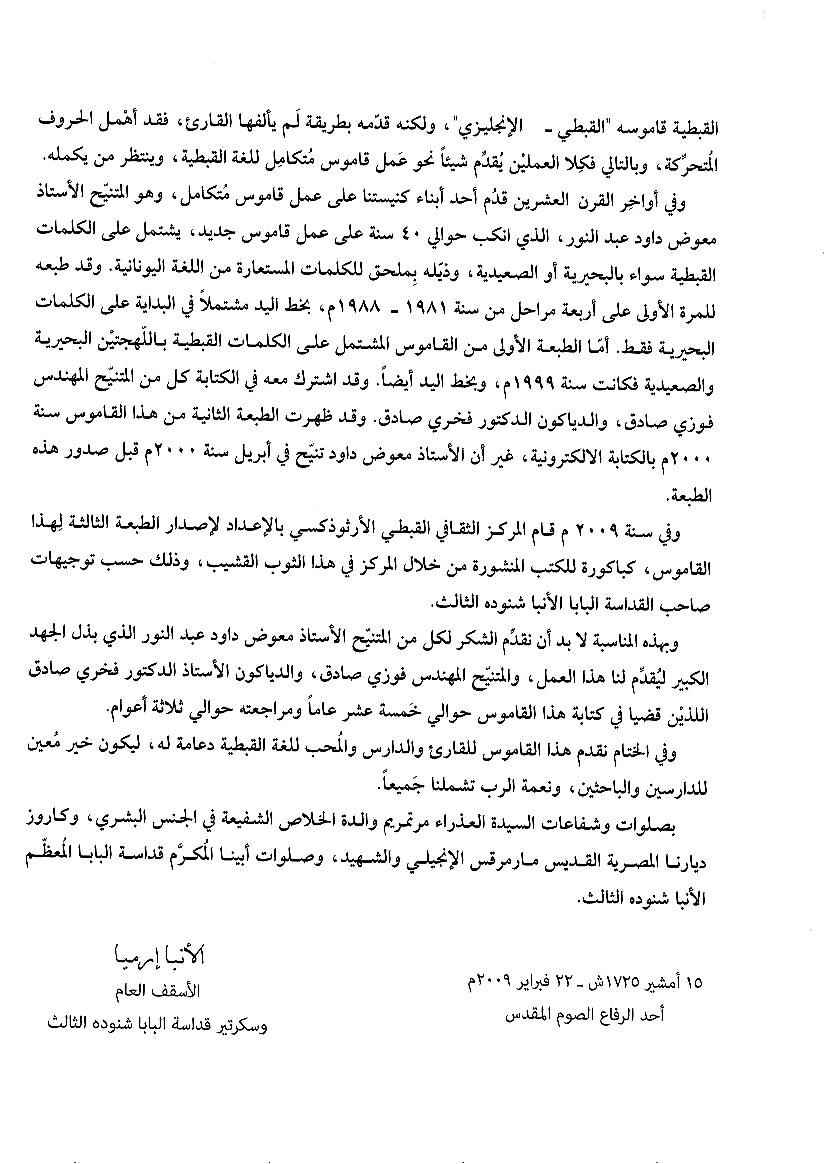 القبطية قاموسه "القبطي - الإنجليزي"، ولكنه قدّمه بطريقة لَم يألفها القارئ، فقد أهْمل الحروف
المُتحرِّكة، وبالتالي فكِلا العمليْن يُقدِّم شيئاً نحو عَمل قاموس مُتكامِل للغة القبطية، وينتظر من يكمله.
وفي أواخر القرن العشرين قدَّم أحد أبناء كنيستنا على عمل قاموس مُتكامل، وهو المتنيّح الأستاذ
معوض داود عبد النور، الذي انكب حوالي ٤٠ سنة على عمل قاموس جديد، يشتمل على الكلمات
القبطية سواء بالبحيرية أو الصعيدية، وذيّله بِملحق للكلمات المستعارة من اللغة اليونانية. وقد طبعه
للمرة الأولى على أربعة مراحل من سنة ١٩٨١ - ١٩٨٨م، بخط اليد مشتملاً في البداية على الكلمات
البحيرية فقط. أمّا الطبعة الأولى من القاموس المشتمل على الكلمات القبطية باللّهجتيْن البحيرية
والصعيدية فكانت سنة ١٩٩٩م، وبخط اليد أيضاً. وقد اشترك معه في الكتابة كل من المتنيّح المهندس
فوزي صادق، والدياكون الدكتور فخري صادق. وقد ظهرت الطبعة الثانية من هذا القاموس سنة
٢٠٠٠م بالكتابة الالكترونية، غير أن الأستاذ معوض داود تنيّح في أبريل سنة ٢٠٠٠م قبل صدور هذه
الطبعة.
وفي سنة ٢٠٠٩ م قام المركز الثقافي القبطي الأرثوذكسي بالإعداد لإصدار الطبعة الثالثة لِهذا
القاموس، كباكورة للكتب المنشورة من خلال المركز في هذا الثوب القشيب، وذلك حسب توجيهات
صاحب القداسة البابا الأنبا شنوده الثالث.
وبهذه المناسبة لا بد أن نقدِّم الشكر لكل من المتنيّح الأستاذ معوض داود عبد النور الذي بذل الجهد
الكبير ليُقدِّم لنا هذا العمل، والمتنيّح المهندس فوزي صادق، والدياكون الأستاذ الدكتور فخري صادق
اللذيْن قضيا في كتابة هذا القاموس حوالي خَمسة عشر عاماً ومراجعته حوالي ثلاثة أعوام.
وفي الختام نقدم هذا القاموس للقارئ والدارس والمُحب للغة القبطية دعامة له، ليكون خير مُعين
للدارسين والباحثين، ونعمة الرب تشملنا جَميعاً.
بصلوات وشفاعات السيدة العذراء مرتمريم والدة الخلاص الشفيعة في الجنس البشري، وكاروز
ديارنا المصرية القديس مارمرقس الإنجيلي والشهيد، وصلوات أبينا المُكرَّم قداسة البابا المُعظّم
الأنبا شنوده الثالث.
١٥ أمشير ١٧٢٥ش - ٢٢ فبراير ٢٠٠٩م
أحد الرفاع الصوم المقدس
الأنبا إرميا
الأسقف العام
وسكرتير قداسة البابا شنوده الثالث